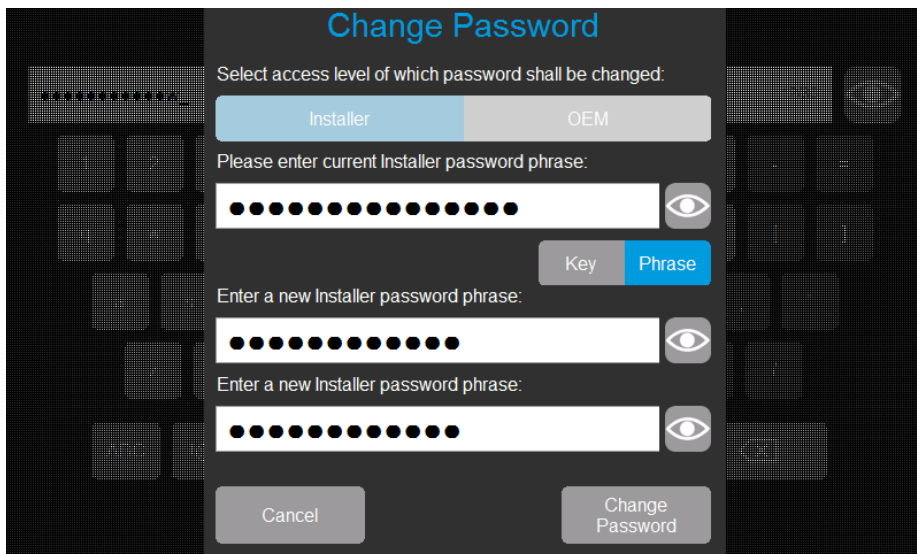 Change Password
Select access level of which password shall be changed:
Installer OEM
Please enter current Installer password phrase:
●●●●●●●●●●●●●●●
Key Phrase
Enter a new Installer password phrase:
●●●●●●●●●●●●
Enter a new Installer password phrase:
●●●●●●●●●●●●
Cancel
Change
Password